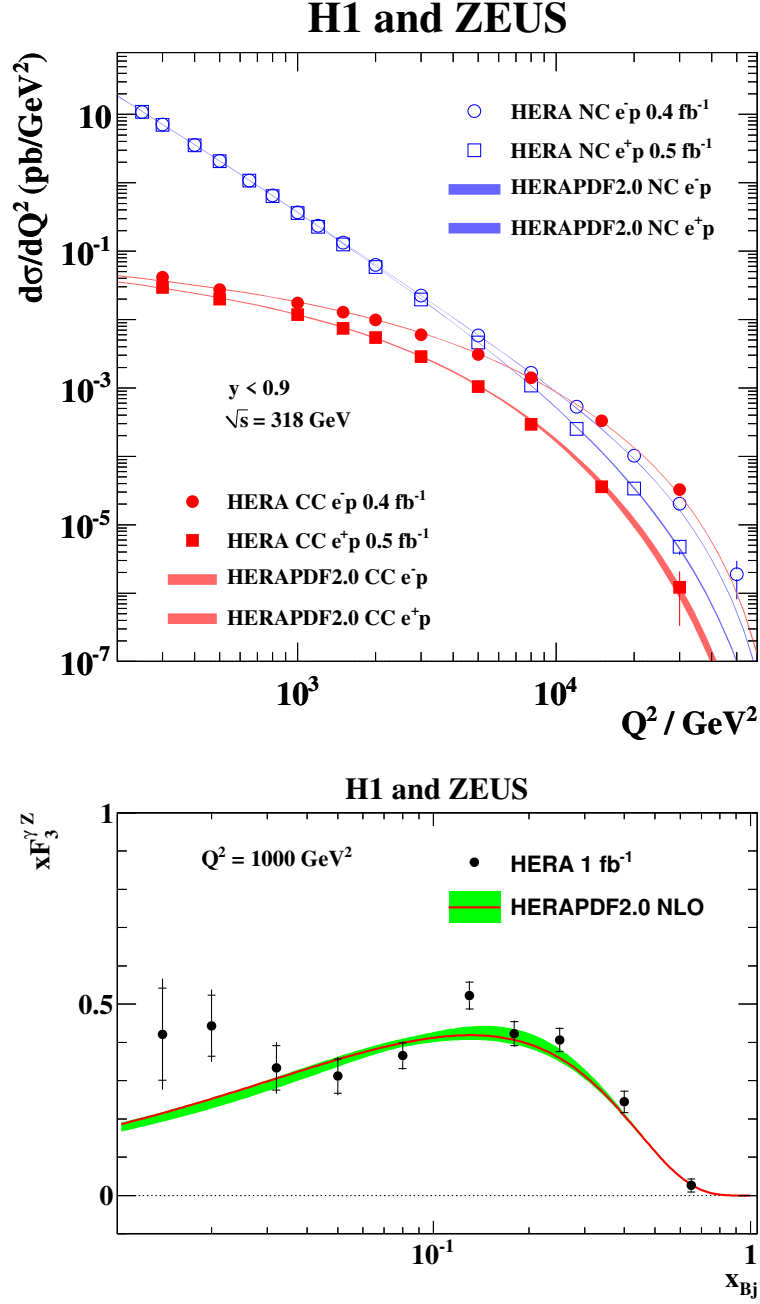 H1 and ZEUS
dσ/dQ² (pb/GeV²)
10
10⁻¹
10⁻³
10⁻⁵
10⁻⁷
HERA NC e⁻p 0.4 fb⁻¹
HERA NC e⁺p 0.5 fb⁻¹
HERAPDF2.0 NC e⁻p
HERAPDF2.0 NC e⁺p
y < 0.9
√s = 318 GeV
HERA CC e⁻p 0.4 fb⁻¹
HERA CC e⁺p 0.5 fb⁻¹
HERAPDF2.0 CC e⁻p
HERAPDF2.0 CC e⁺p
10³ 10⁴
Q² / GeV²
H1 and ZEUS
xF₃^γZ
1
0.5
0
Q² = 1000 GeV²
HERA 1 fb⁻¹
HERAPDF2.0 NLO
10⁻¹ 1
x_Bj